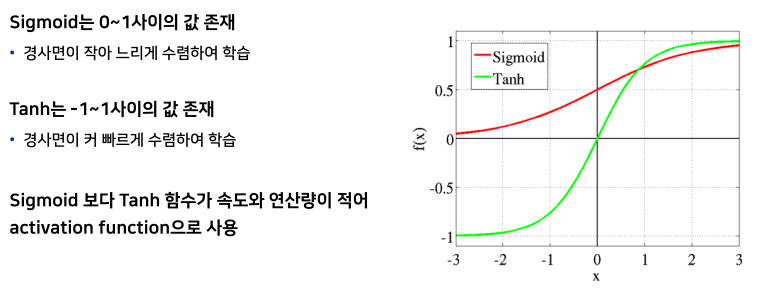 Sigmoid는 0~1사이의 값 존재
• 경사면이 작아 느리게 수렴하여 학습
Tanh는 -1~1사이의 값 존재
• 경사면이 커 빠르게 수렴하여 학습
Sigmoid 보다 Tanh 함수가 속도와 연산량이 적어
activation function으로 사용
Sigmoid
Tanh
f(x)
1
0.5
0
-0.5
-1
-3 -2 -1 0 1 2 3
x